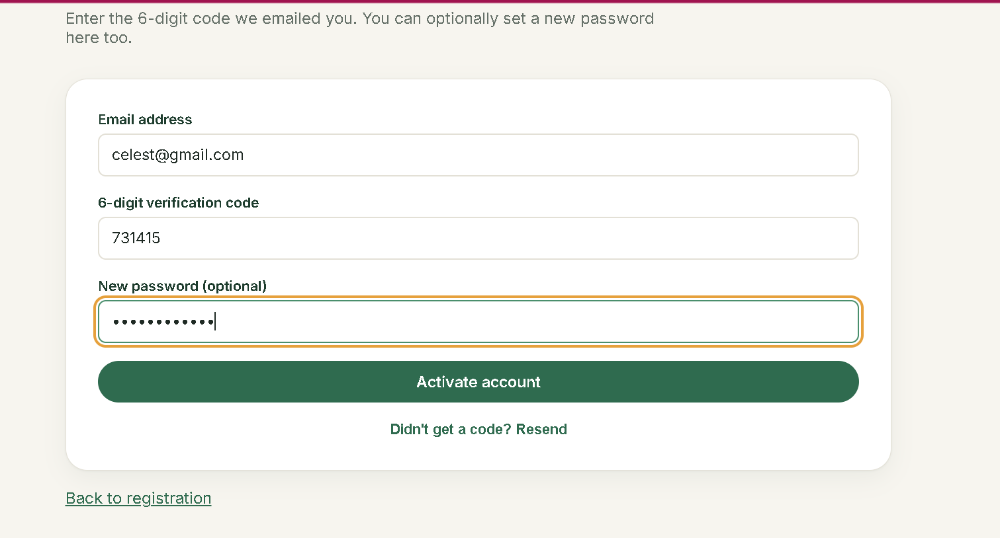 Enter the 6-digit code we emailed you. You can optionally set a new password
here too.
Email address
celest@gmail.com
6-digit verification code
731415
New password (optional)
••••••••••••
Activate account
Didn't get a code? Resend
Back to registration